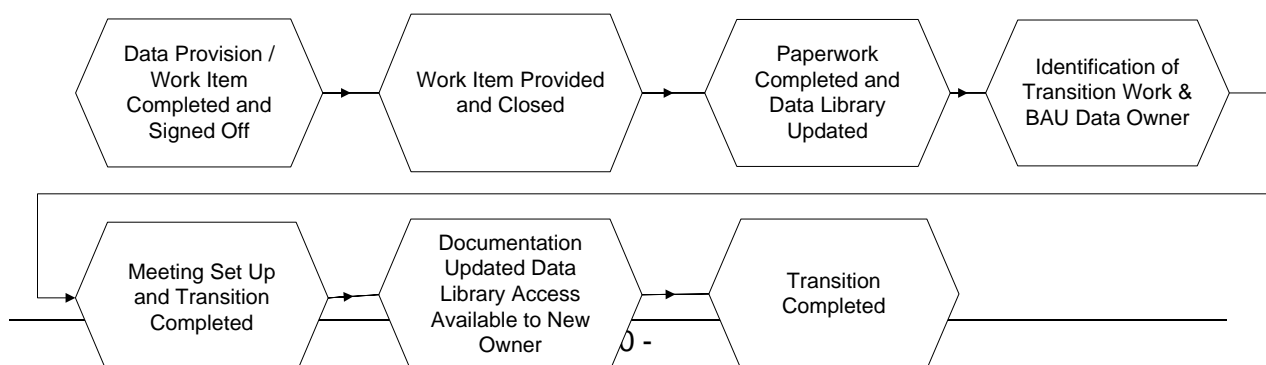 Data Provision /
Work Item
Completed and
Signed Off
Work Item Provided
and Closed
Paperwork
Completed and
Data Library
Updated
Identification of
Transition Work &
BAU Data Owner
Meeting Set Up
and Transition
Completed
Documentation
Updated Data
Library Access
Available to New
Owner
Transition
Completed
0 -